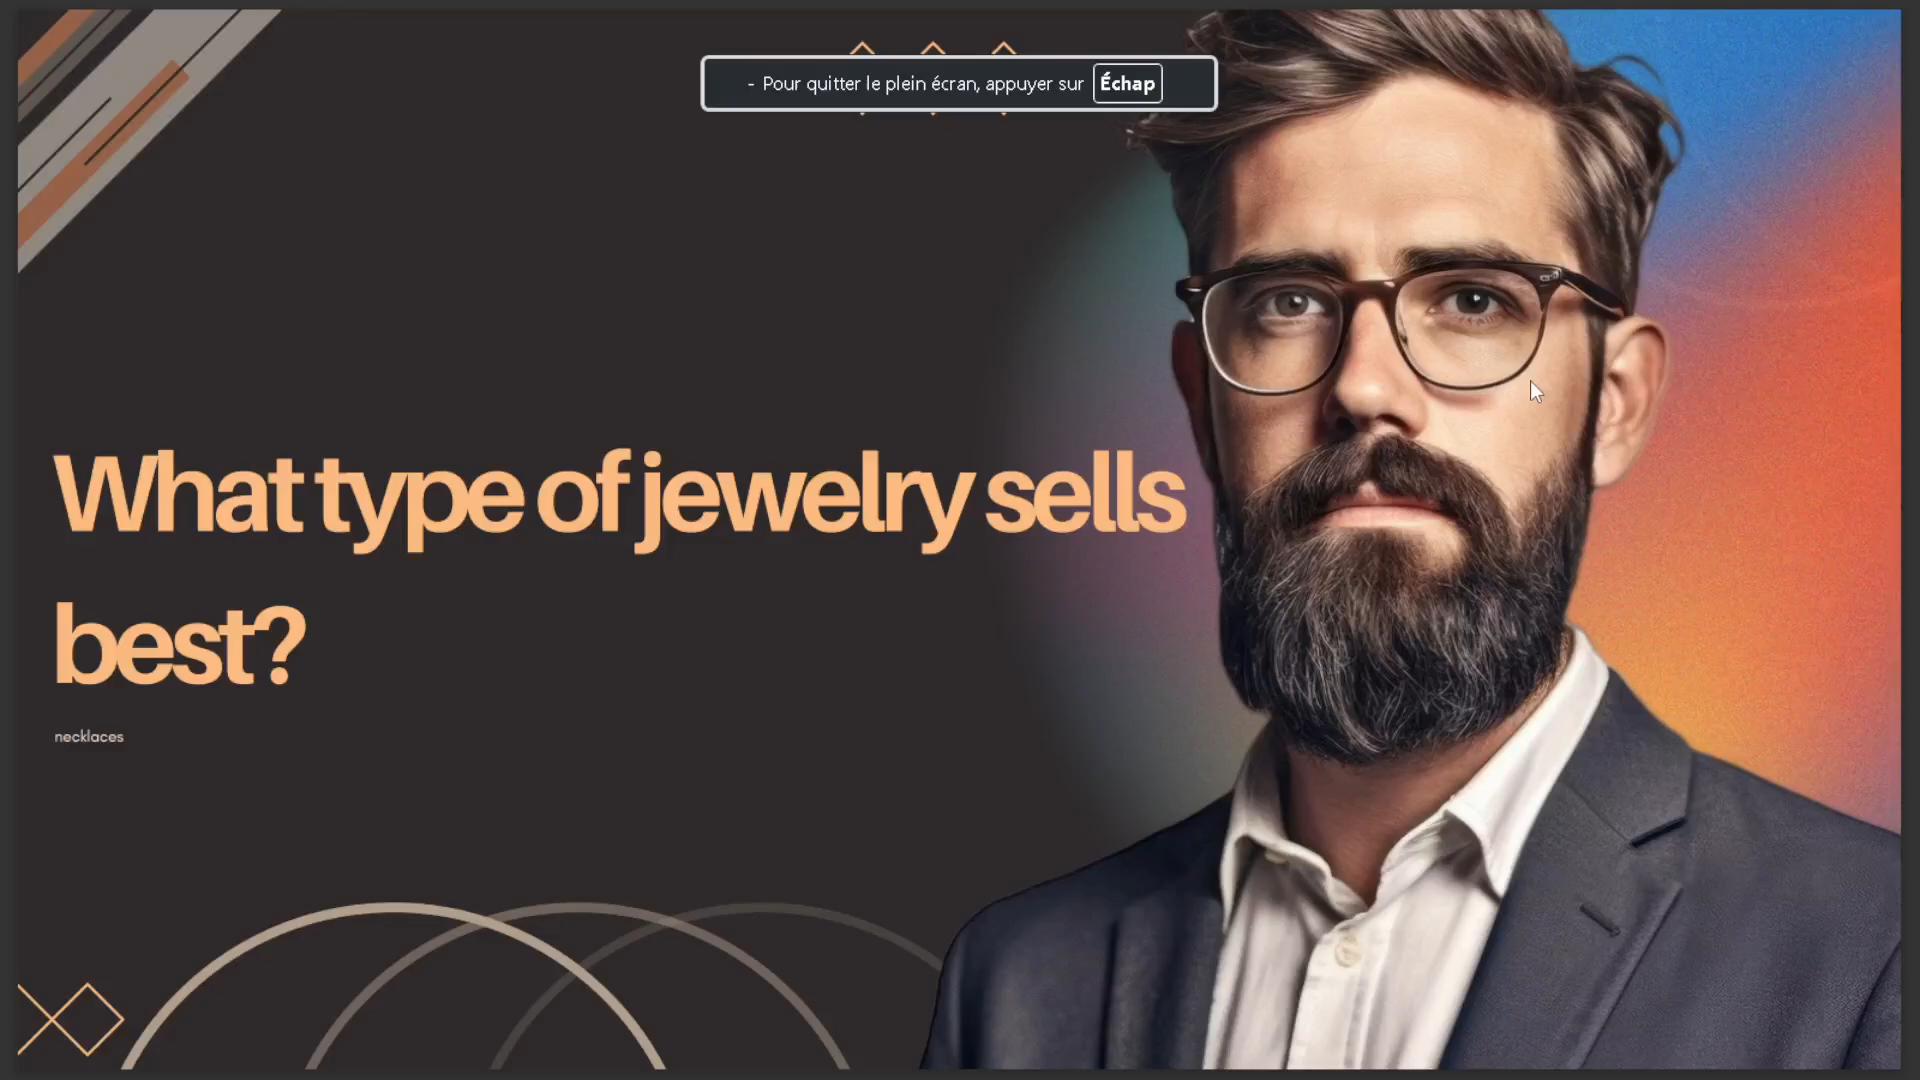 - Pour quitter le plein écran, appuyer sur Échap
What type of jewelry sells
best?
necklaces